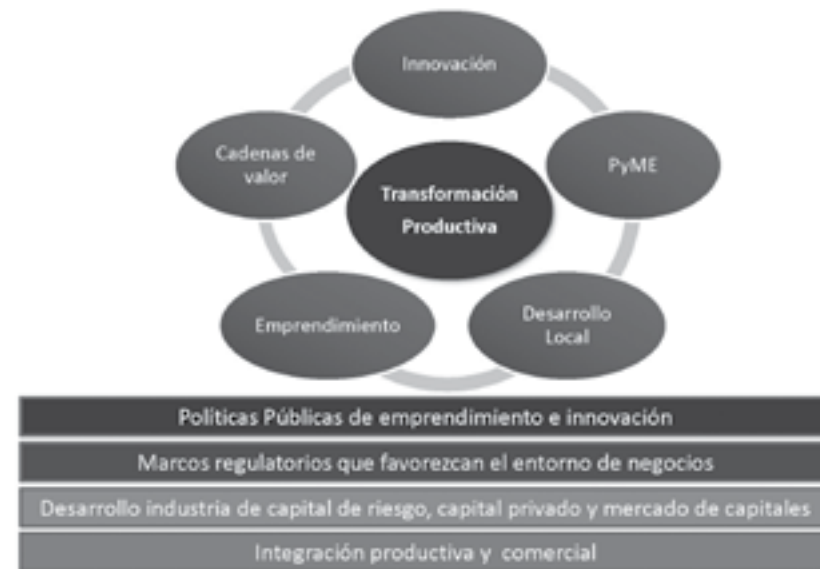 Innovación
Cadenas de
valor
PyME
Transformación
Productiva
Emprendimiento
Desarrollo
Local
Políticas Públicas de emprendimiento e innovación
Marcos regulatorios que favorezcan el entorno de negocios
Desarrollo industria de capital de riesgo, capital privado y mercado de capitales
Integración productiva y comercial